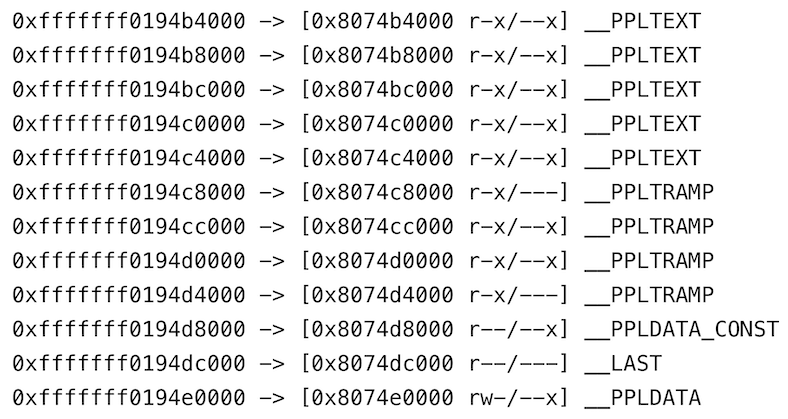 0xfffffff0194b4000 —> [0x8074b4000 r-x/--x] __PPLTEXT
0xfffffff0194b8000 —> [0x8074b8000 r-x/--x] __PPLTEXT
0xfffffff0194bc000 —> [0x8074bc000 r-x/--x] __PPLTEXT
0xfffffff0194c0000 —> [0x8074c0000 r-x/--x] __PPLTEXT
0xfffffff0194c4000 —> [0x8074c4000 r-x/--x] __PPLTEXT
0xfffffff0194c8000 —> [0x8074c8000 r-x/---] __PPLTRAMP
0xfffffff0194cc000 —> [0x8074cc000 r-x/--x] __PPLTRAMP
0xfffffff0194d0000 —> [0x8074d0000 r-x/--x] __PPLTRAMP
0xfffffff0194d4000 —> [0x8074d4000 r-x/---] __PPLTRAMP
0xfffffff0194d8000 —> [0x8074d8000 r--/--x] __PPLDATA_CONST
0xfffffff0194dc000 —> [0x8074dc000 r--/---] __LAST
0xfffffff0194e0000 —> [0x8074e0000 rw-/--x] __PPLDATA